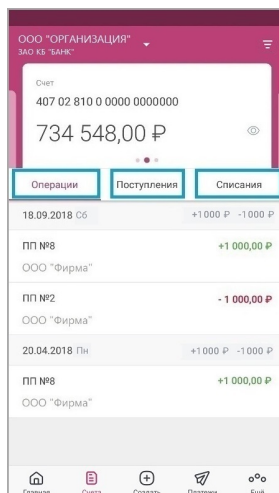 ООО "ОРГАНИЗАЦИЯ"
ЗАО КБ "БАНК"
Счет
407 02 810 0 0000 0000000
734 548,00 ₽
Операции Поступления Списания
18.09.2018 Сб +1000 ₽ -1000 ₽
ПП №8 +1 000,00 ₽
ООО "Фирма"
ПП №2 - 1 000,00 ₽
ООО "Фирма"
20.04.2018 Пн +1000 ₽ -1000 ₽
ПП №8 +1 000,00 ₽
ООО "Фирма"
Главная Счета Создать Платежи Ещё